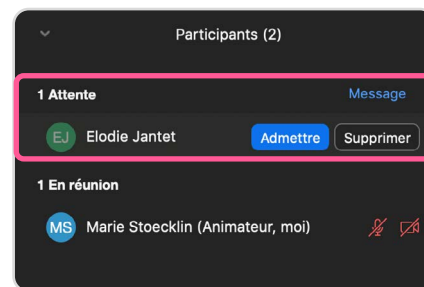 Participants (2)
1 Attente Message
EJ Elodie Jantet Admettre Supprimer
1 En réunion
MS Marie Stoecklin (Animateur, moi)